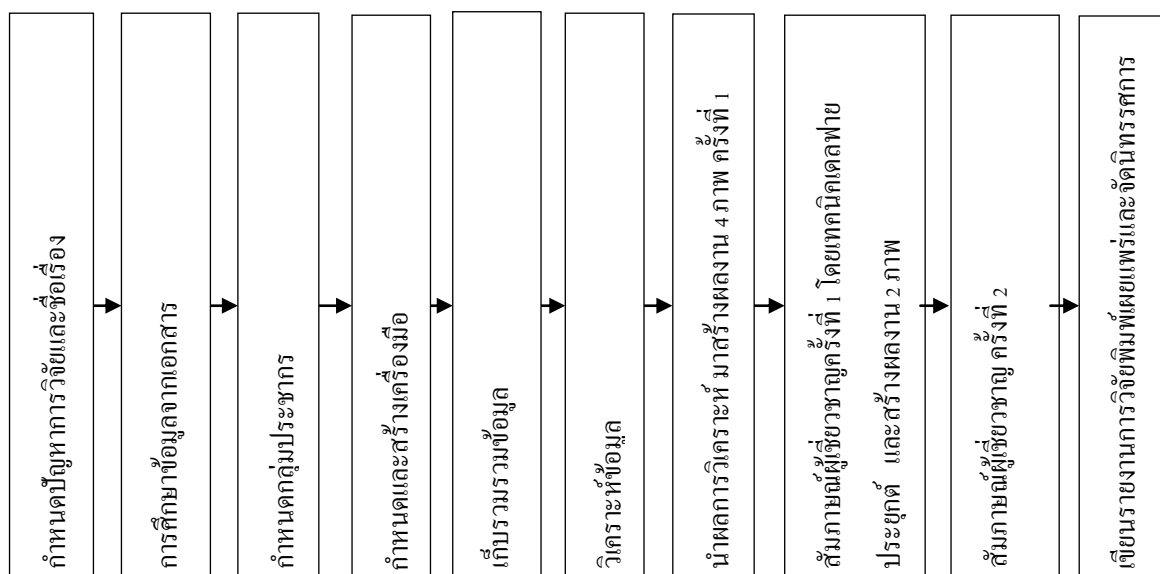 กำหนดปัญหาการวิจัยและชื่อเรื่อง
การศึกษาข้อมูลจากเอกสาร
กำหนดกลุ่มประชากร
กำหนดและสร้างเครื่องมือ
เก็บรวมรวมข้อมูล
วิเคราะห์ข้อมูล
นำผลการวิเคราะห์ มาสร้างผลงาน 4 ภาพ ครั้งที่ 1
สัมภาษณ์ผู้เชี่ยวชาญครั้งที่ 1 โดยเทคนิคเดลฟาย
ประยุกต์ และสร้างผลงาน 2 ภาพ
สัมภาษณ์ผู้เชี่ยวชาญ ครั้งที่ 2
เขียนรายงานการวิจัยพิมพ์เผยแพร่และจัดนิทรรศการ